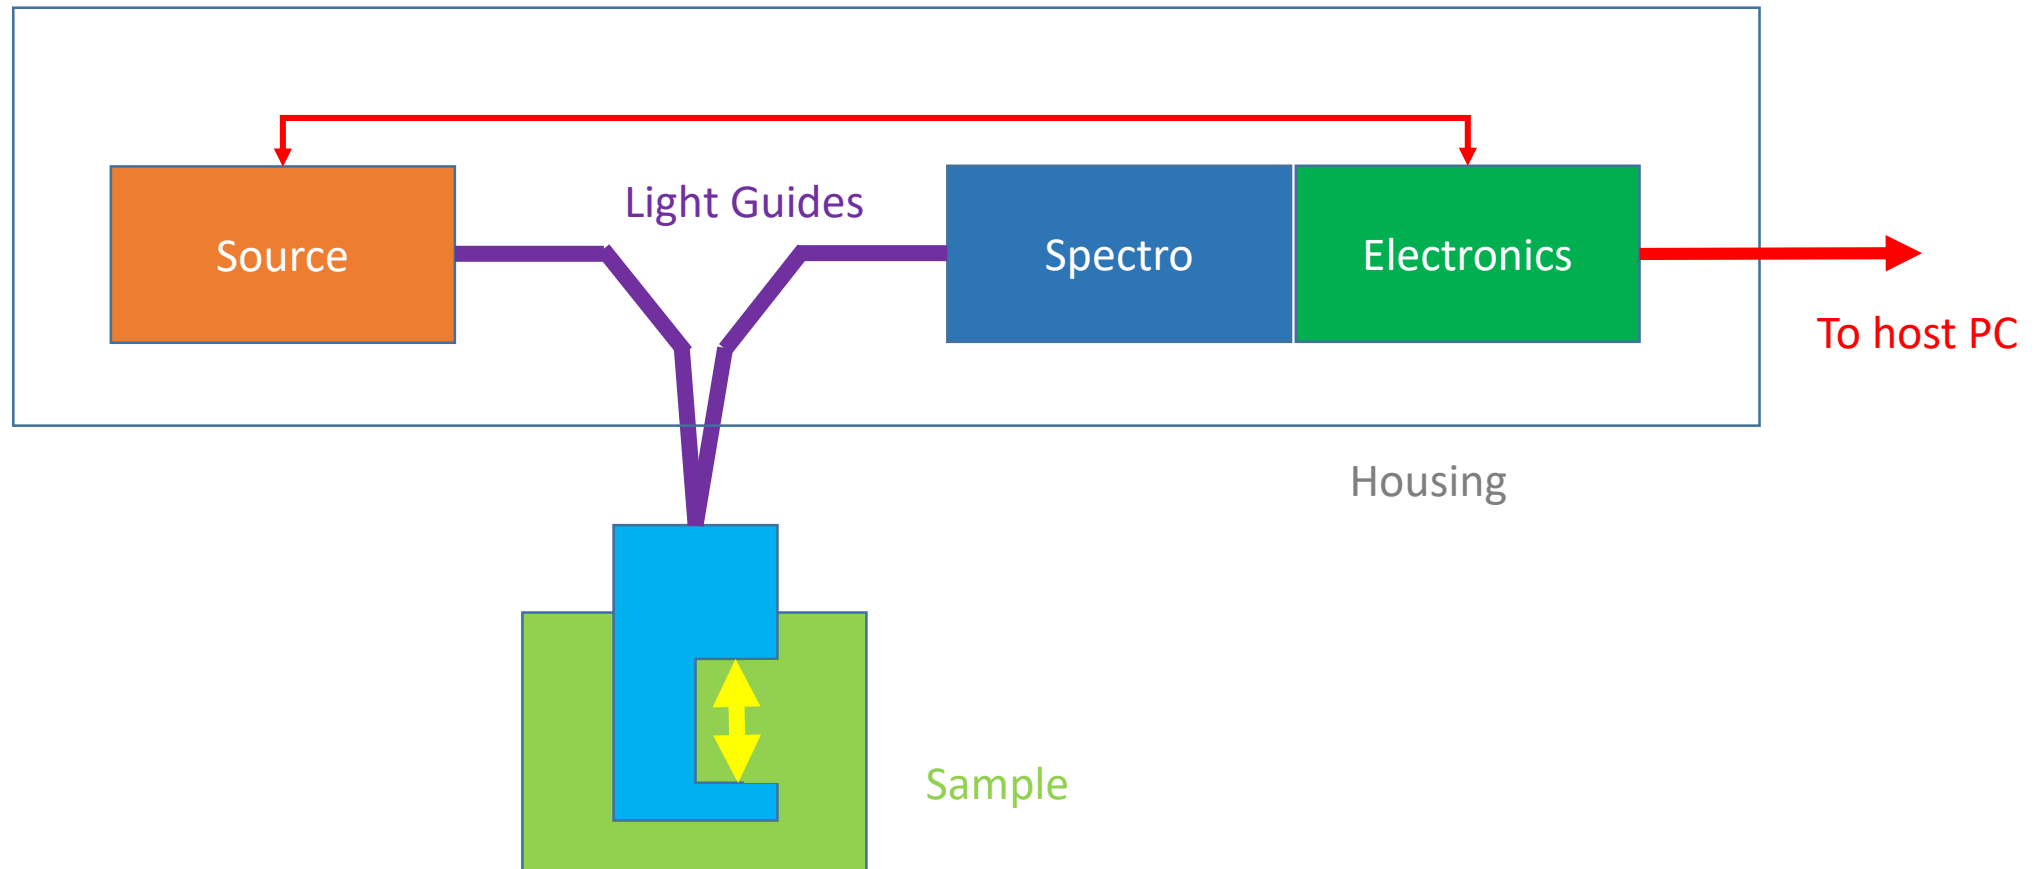 Light Guides
Source
Spectro
Electronics
To host PC
Housing
Sample